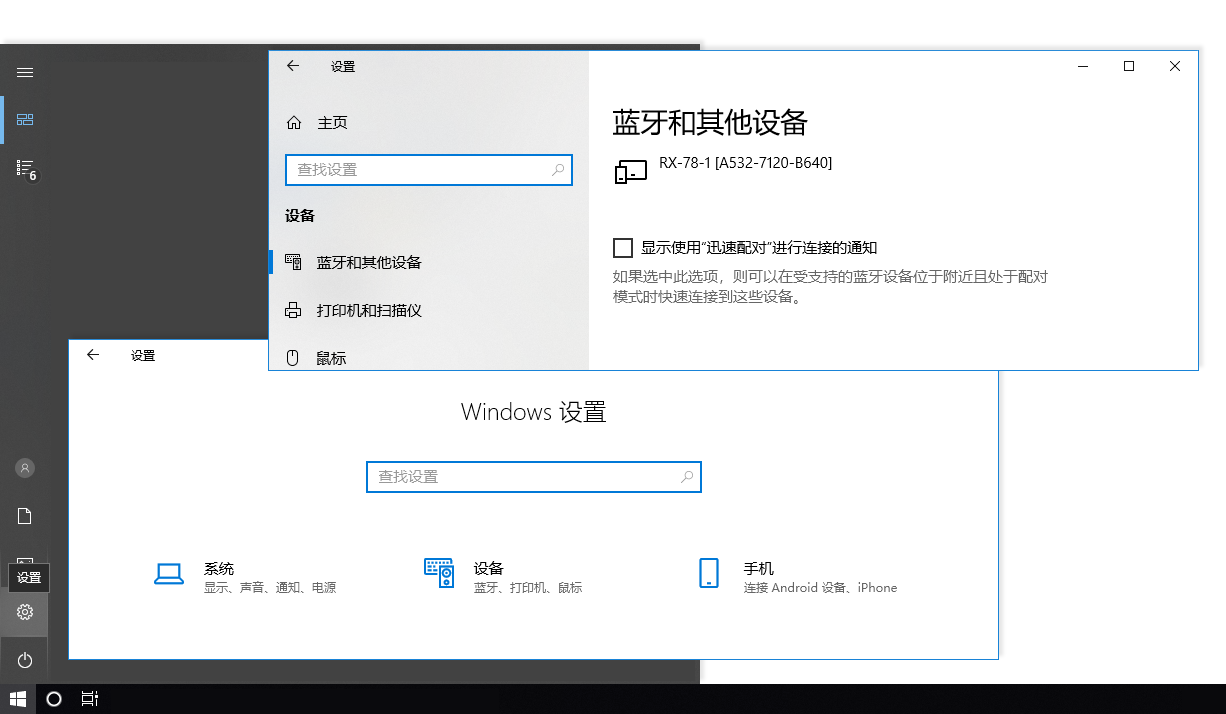 设置
主页
查找设置
设备
蓝牙和其他设备
打印机和扫描仪
鼠标
蓝牙和其他设备
RX-78-1 [A532-7120-B640]
显示使用“迅速配对”进行连接的通知
如果选中此选项，则可以在受支持的蓝牙设备位于附近且处于配对
模式时快速连接到这些设备。
6
设置
Windows 设置
查找设置
系统
显示、声音、通知、电源
设备
蓝牙、打印机、鼠标
手机
连接 Android 设备、iPhone
设置